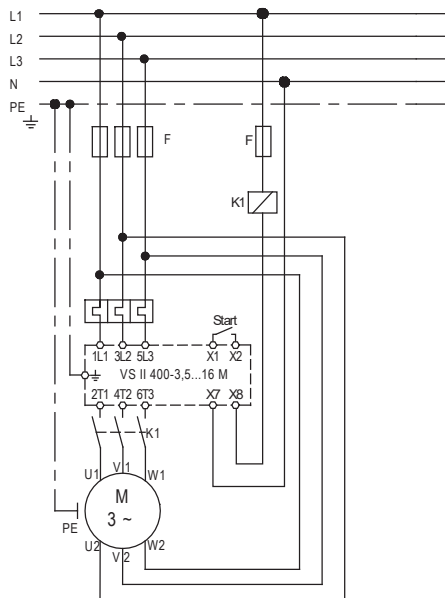 L1
L2
L3
N
PE
F F
K1
Start
1L1 3L2 5L3 X1 X2
VS II 400-3,5...16 M
2T1 4T2 6T3 X7 X8
K1
U1 V1 W1
M
3 ~
PE
U2 V2 W2